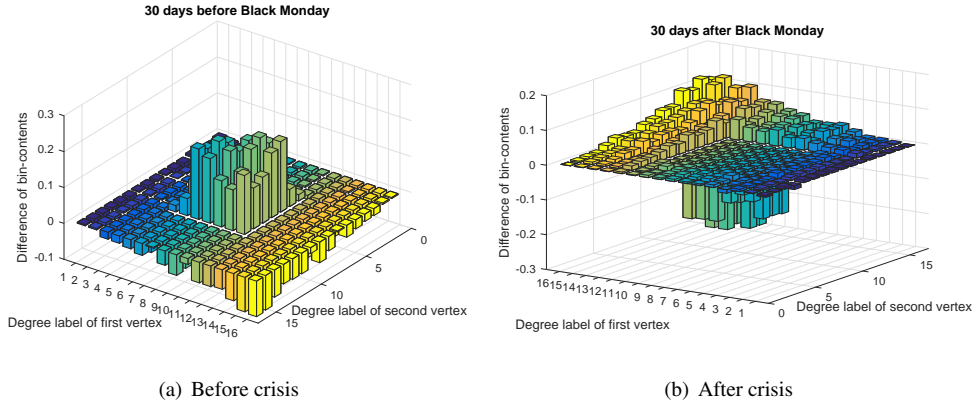 30 days before Black Monday
0.3
0.2
0.1
0
-0.1
Difference of bin-contents
1 2 3 4 5 6 7 8 9 10 11 12 13 14 15 16
Degree label of first vertex
0
5
10
15
Degree label of second vertex
(a) Before crisis
30 days after Black Monday
0.2
0.1
0
-0.1
-0.2
-0.3
Difference of bin-contents
16 15 14 13 12 11 10 9 8 7 6 5 4 3 2 1
Degree label of first vertex
0
5
10
15
Degree label of second vertex
(b) After crisis